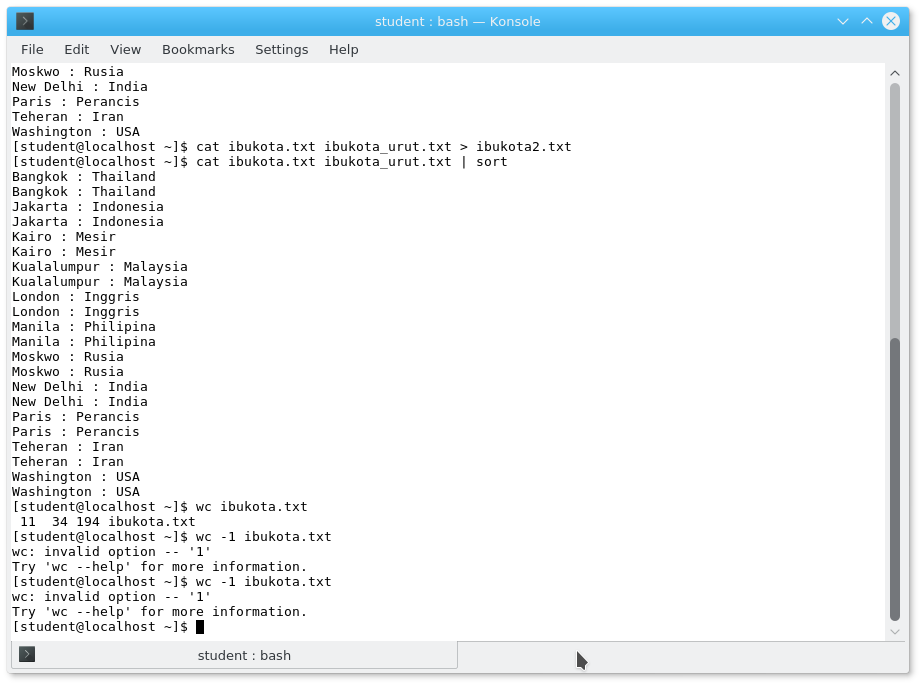 student : bash — Konsole
File Edit View Bookmarks Settings Help
Moskwo : Rusia
New Delhi : India
Paris : Perancis
Teheran : Iran
Washington : USA
[student@localhost ~]$ cat ibukota.txt ibukota_urut.txt > ibukota2.txt
[student@localhost ~]$ cat ibukota.txt ibukota_urut.txt | sort
Bangkok : Thailand
Bangkok : Thailand
Jakarta : Indonesia
Jakarta : Indonesia
Kairo : Mesir
Kairo : Mesir
Kualalumpur : Malaysia
Kualalumpur : Malaysia
London : Inggris
London : Inggris
Manila : Philipina
Manila : Philipina
Moskwo : Rusia
Moskwo : Rusia
New Delhi : India
New Delhi : India
Paris : Perancis
Paris : Perancis
Teheran : Iran
Teheran : Iran
Washington : USA
Washington : USA
[student@localhost ~]$ wc ibukota.txt
 11  34 194 ibukota.txt
[student@localhost ~]$ wc -1 ibukota.txt
wc: invalid option -- '1'
Try 'wc --help' for more information.
[student@localhost ~]$ wc -1 ibukota.txt
wc: invalid option -- '1'
Try 'wc --help' for more information.
[student@localhost ~]$
student : bash